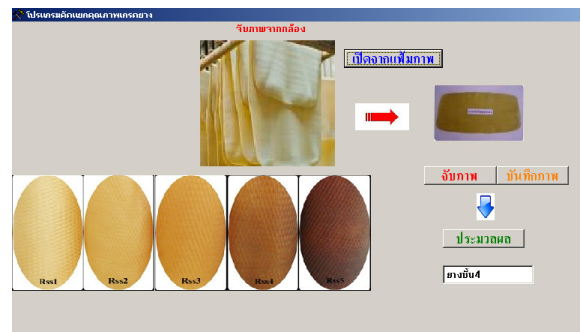 โปรแกรมคัดแยกคุณภาพเกรดยาง
จับภาพจากกล้อง
เปิดจากแฟ้มภาพ
จับภาพ
บันทึกภาพ
ประมวลผล
ยางชั้น4
Rss1
Rss2
Rss3
Rss4
Rss5